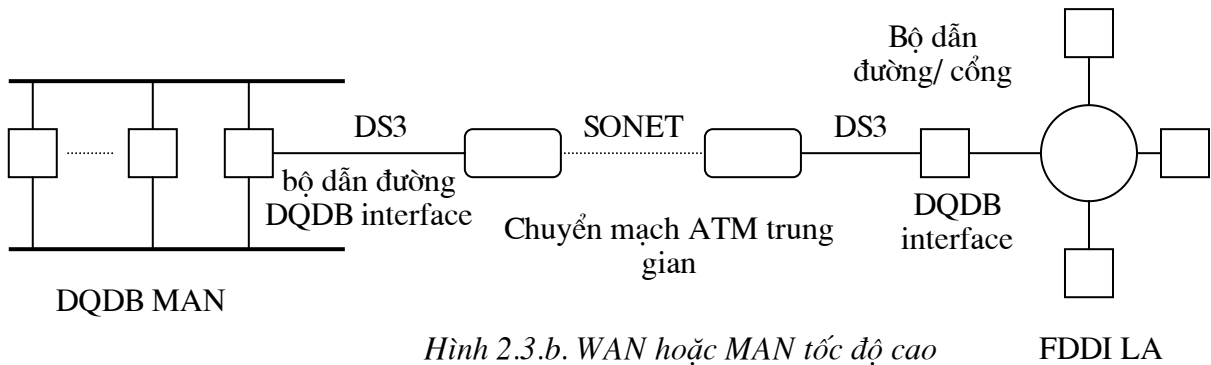 Bộ dẫn
đường/ cổng
DS3
SONET
DS3
bộ dẫn đường
DQDB interface
Chuyển mạch ATM trung
gian
DQDB
interface
DQDB MAN
Hình 2.3.b. WAN hoặc MAN tốc độ cao
FDDI LA